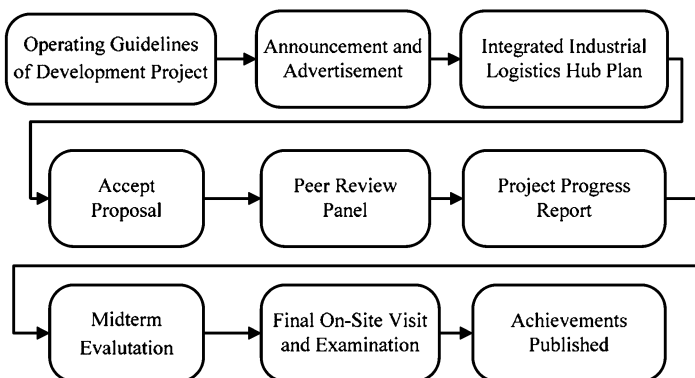 Operating Guidelines
of Development Project
Announcement and
Advertisement
Integrated Industrial
Logistics Hub Plan
Accept
Proposal
Peer Review
Panel
Project Progress
Report
Midterm
Evalutation
Final On-Site Visit
and Examination
Achievements
Published